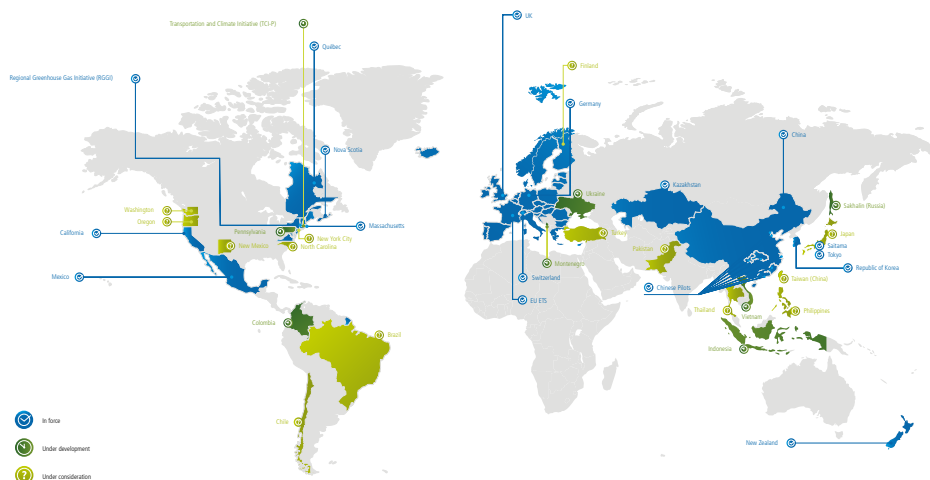 Transportation and Climate Initiative (TCI-P)
UK
Québec
Regional Greenhouse Gas Initiative (RGGI)
Finland
Germany
China
Nova Scotia
Kazakhstan
Ukraine
Washington
Oregon
Sakhalin (Russia)
California
Massachusetts
Pennsylvania
New York City
North Carolina
New Mexico
Japan
Pakistan
Saitama
Tokyo
Montenegro
Republic of Korea
Mexico
Switzerland
Taiwan (China)
Chinese Pilots
EU ETS
Thailand
Vietnam
Philippines
Colombia
Brazil
Indonesia
Chile
New Zealand
In force
Under development
Under consideration